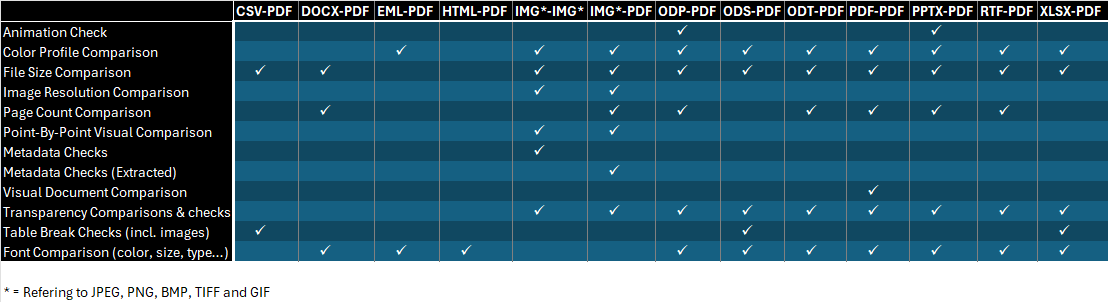 CSV-PDF DOCX-PDF EML-PDF HTML-PDF IMG*-IMG* IMG*-PDF ODP-PDF ODS-PDF ODT-PDF PDF-PDF PPTX-PDF RTF-PDF XLSX-PDF
Animation Check ✓ ✓
Color Profile Comparison ✓ ✓ ✓ ✓ ✓ ✓ ✓ ✓ ✓ ✓
File Size Comparison ✓ ✓ ✓ ✓ ✓ ✓ ✓ ✓ ✓ ✓ ✓
Image Resolution Comparison ✓ ✓
Page Count Comparison ✓ ✓ ✓ ✓ ✓ ✓ ✓
Point-By-Point Visual Comparison ✓ ✓
Metadata Checks ✓
Metadata Checks (Extracted) ✓
Visual Document Comparison ✓
Transparency Comparisons & checks ✓ ✓ ✓ ✓ ✓ ✓ ✓ ✓ ✓
Table Break Checks (incl. images) ✓ ✓ ✓
Font Comparison (color, size, type...) ✓ ✓ ✓ ✓ ✓ ✓ ✓ ✓ ✓ ✓
* = Refering to JPEG, PNG, BMP, TIFF and GIF